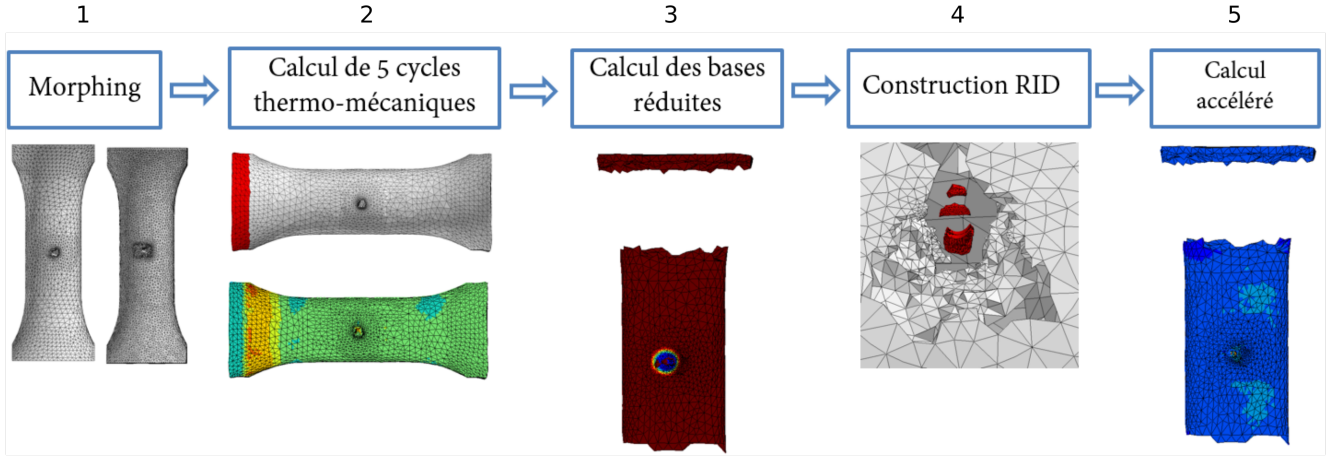 1
2
3
4
5
Morphing
Calcul de 5 cycles
thermo-mécaniques
Calcul des bases
réduites
Construction RID
Calcul
accéléré